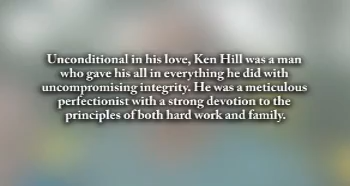 Unconditional in his love, Ken Hill was a man
who gave his all in everything he did with
uncompromising integrity. He was a meticulous
perfectionist with a strong devotion to the
principles of both hard work and family.